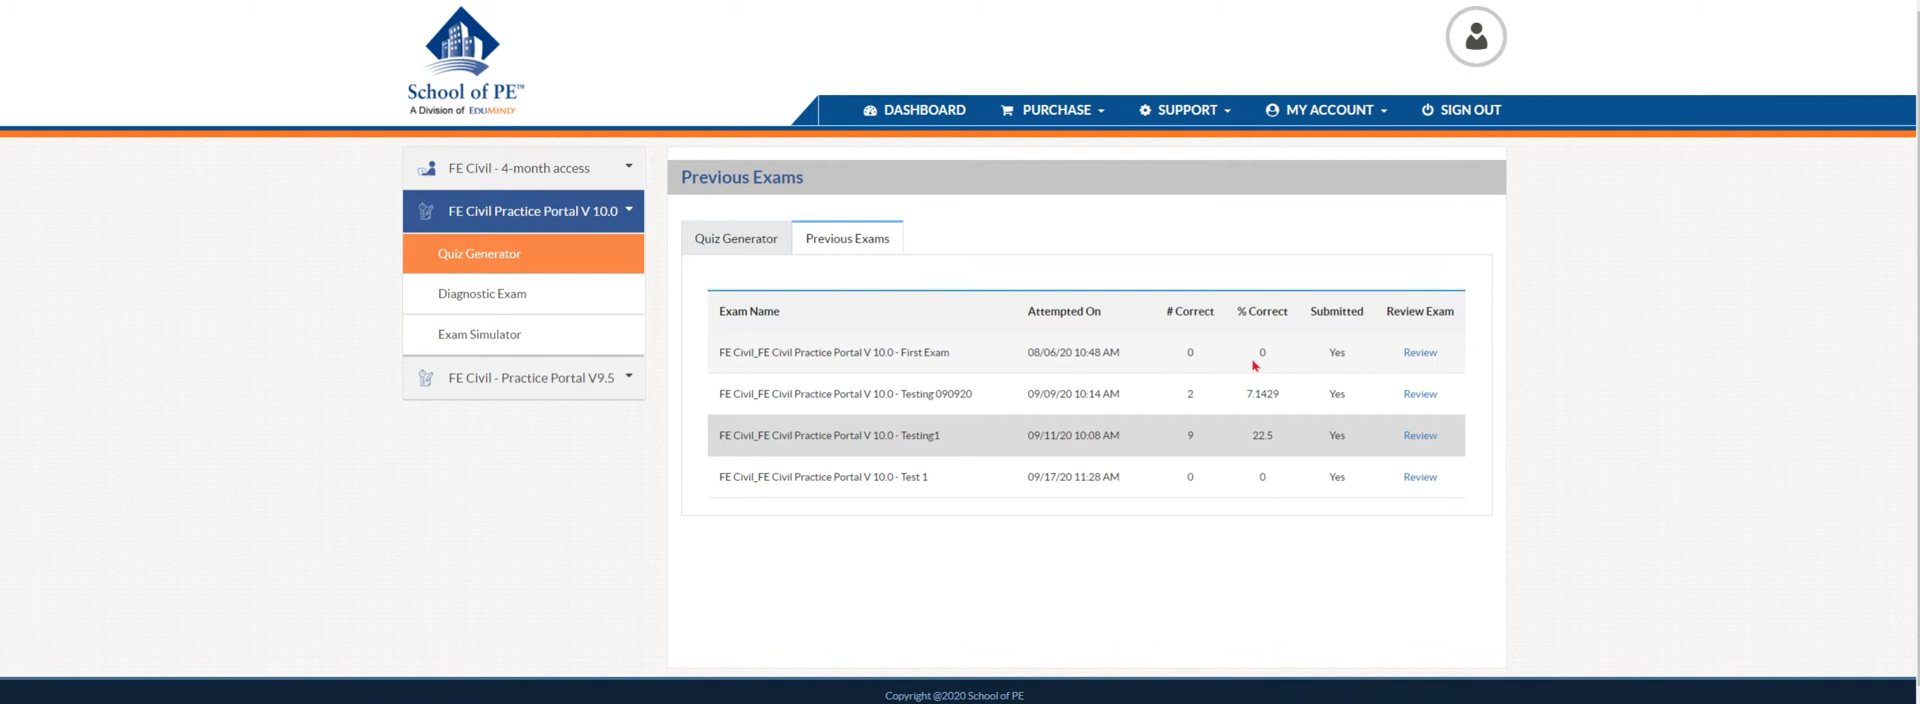 School of PE™
A Division of EDUMIND®
DASHBOARD PURCHASE SUPPORT MY ACCOUNT SIGN OUT
FE Civil - 4-month access
FE Civil Practice Portal V 10.0
Quiz Generator
Diagnostic Exam
Exam Simulator
FE Civil - Practice Portal V9.5
Previous Exams
Quiz Generator Previous Exams
Exam Name Attempted On # Correct % Correct Submitted Review Exam
FE Civil_FE Civil Practice Portal V 10.0 - First Exam 08/06/20 10:48 AM 0 0 Yes Review
FE Civil_FE Civil Practice Portal V 10.0 - Testing 090920 09/09/20 10:14 AM 2 7.1429 Yes Review
FE Civil_FE Civil Practice Portal V 10.0 - Testing1 09/11/20 10:08 AM 9 22.5 Yes Review
FE Civil_FE Civil Practice Portal V 10.0 - Test 1 09/17/20 11:28 AM 0 0 Yes Review
Copyright @2020 School of PE